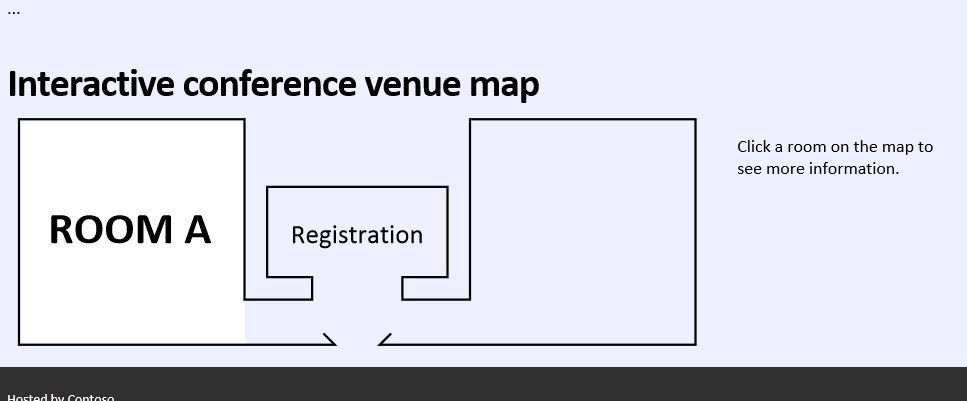 ...
Interactive conference venue map
Click a room on the map to
see more information.
ROOM A
Registration
Hosted by Contoso